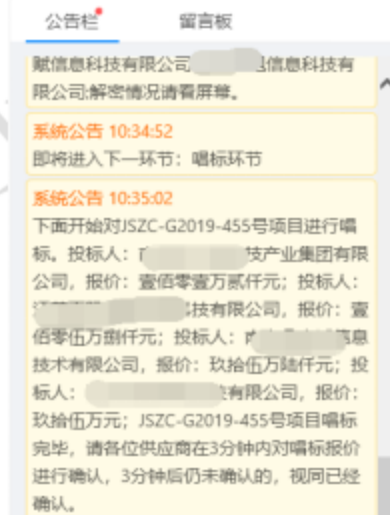 公告栏
留言板
赋信息科技有限公司 信息科技有
限公司;解密情况请看屏幕。
系统公告 10:34:52
即将进入下一环节：唱标环节
系统公告 10:35:02
下面开始对JSZC-G2019-455号项目进行唱
标。投标人： 技产业集团有限
公司，报价：壹佰零壹万贰仟元；投标人：
科技有限公司，报价：壹
佰零伍万捌仟元；投标人： 信息
技术有限公司，报价：玖拾伍万陆仟元；投
标人： 有限公司，报价：
玖拾伍万元；JSZC-G2019-455号项目唱标
完毕，请各位供应商在3分钟内对唱标报价
进行确认，3分钟后仍未确认的，视同已经
确认。